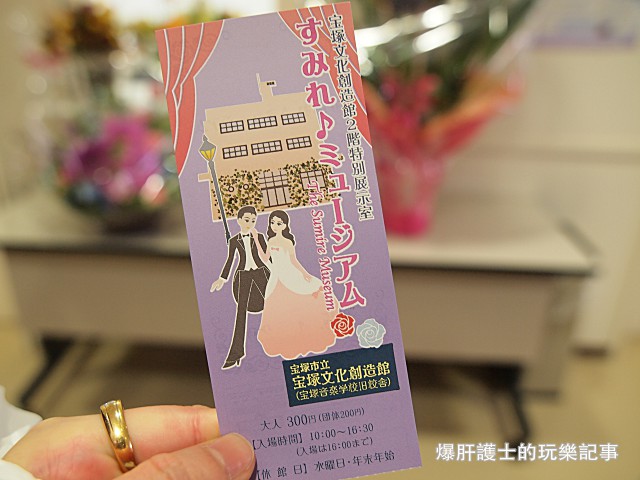 宝塚文化創造館2階特別展示室
すみれ♪ミュージアム
The Sumire Museum
宝塚市立
宝塚文化創造館
(宝塚音楽学校旧校舎)
大人 300円(団体200円)
【入場時間】10:00〜16:30
(入場は16:00まで)
【休館日】水曜日・年末年始
爆肝護士的玩樂記事